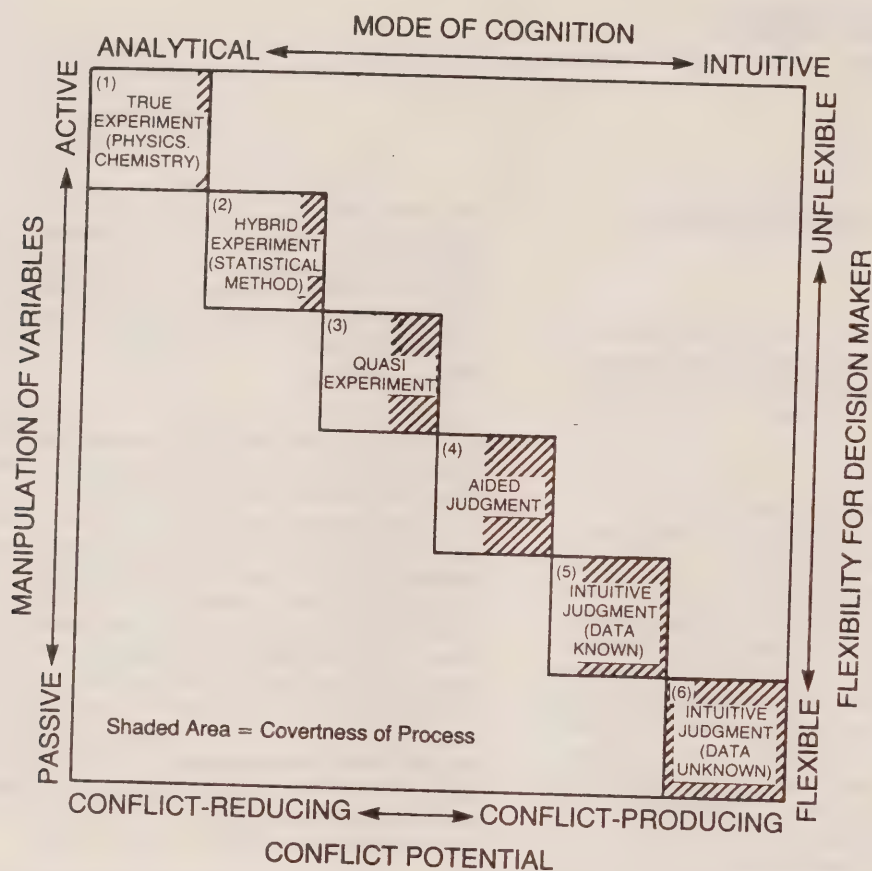 MODE OF COGNITION
ANALYTICAL
INTUITIVE
ACTIVE
MANIPULATION OF VARIABLES
PASSIVE
UNFLEXIBLE
FLEXIBILITY FOR DECISION MAKER
FLEXIBLE
(1)
TRUE
EXPERIMENT
(PHYSICS.
CHEMISTRY)
(2)
HYBRID
EXPERIMENT
(STATISTICAL
METHOD)
(3)
QUASI
EXPERIMENT
(4)
AIDED
JUDGMENT
(5)
INTUITIVE
JUDGMENT
(DATA
KNOWN)
(6)
INTUITIVE
JUDGMENT
(DATA
UNKNOWN)
Shaded Area = Covertness of Process
CONFLICT-REDUCING
CONFLICT-PRODUCING
CONFLICT POTENTIAL